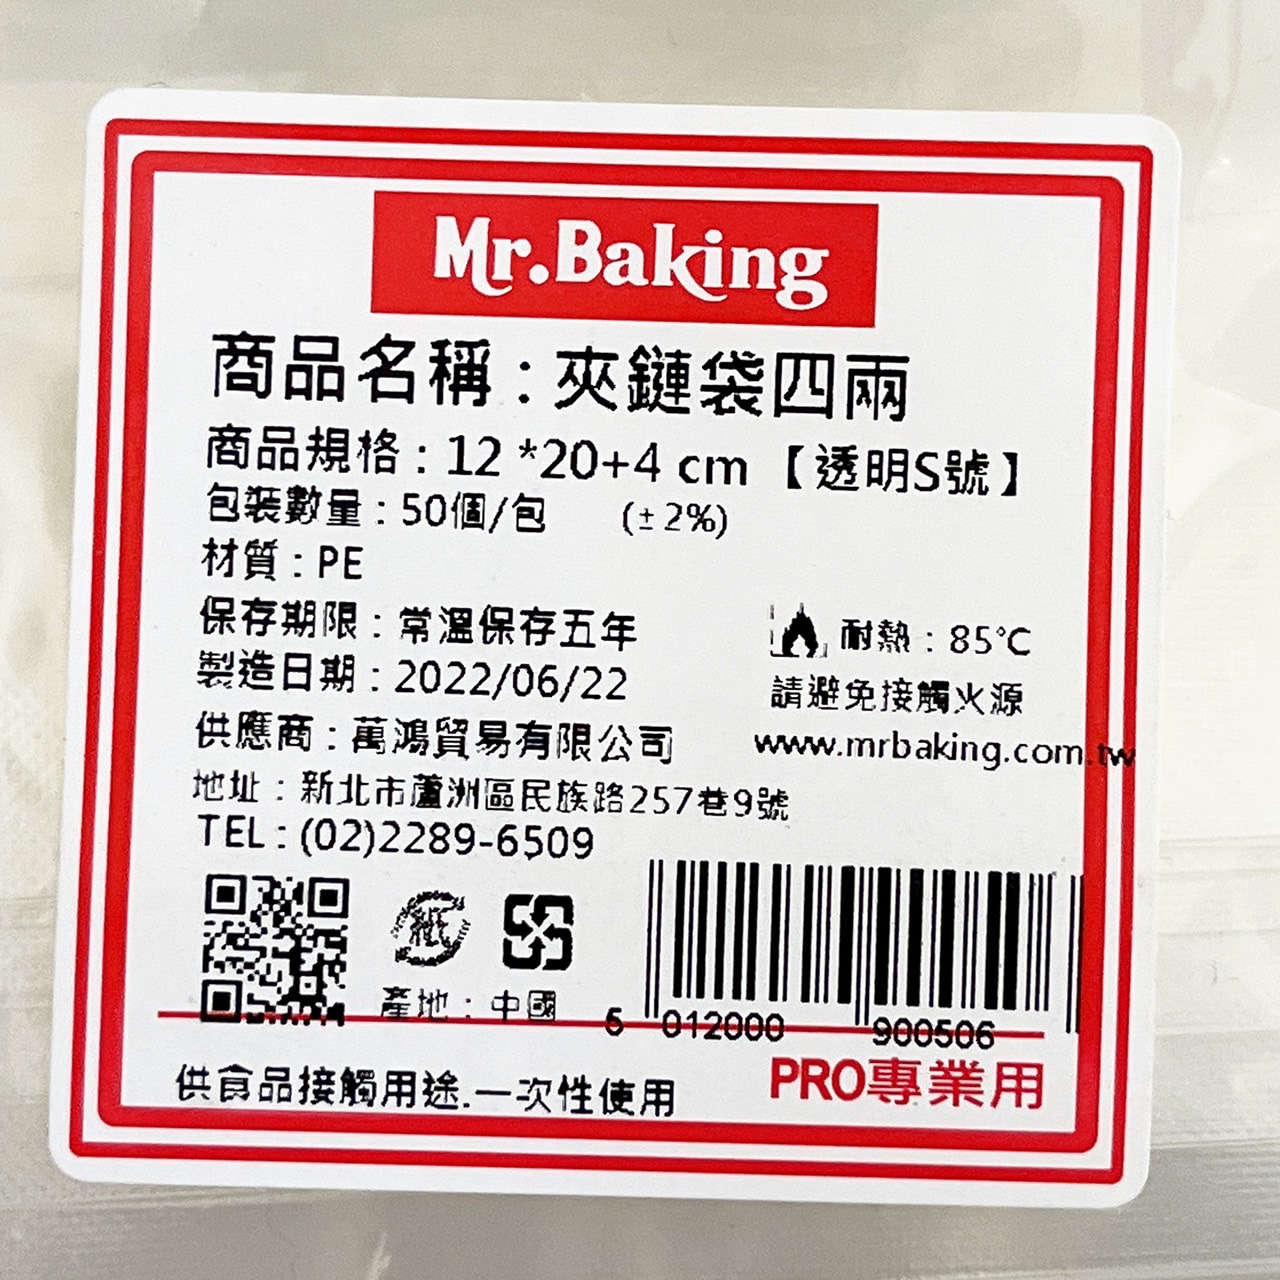 Mr.Baking
商品名稱：夾鏈袋四兩
商品規格：12 *20+4 cm 【透明S號】
包裝數量：50個/包 (±2%)
材質：PE
保存期限：常溫保存五年
耐熱：85℃
製造日期：2022/06/22
請避免接觸火源
供應商：萬鴻貿易有限公司
www.mrbaking.com.tw
地址：新北市蘆洲區民族路257巷9號
TEL：(02)2289-6509
紙
產地：中國
5 012000 900506
PRO專業用
供食品接觸用途.一次性使用